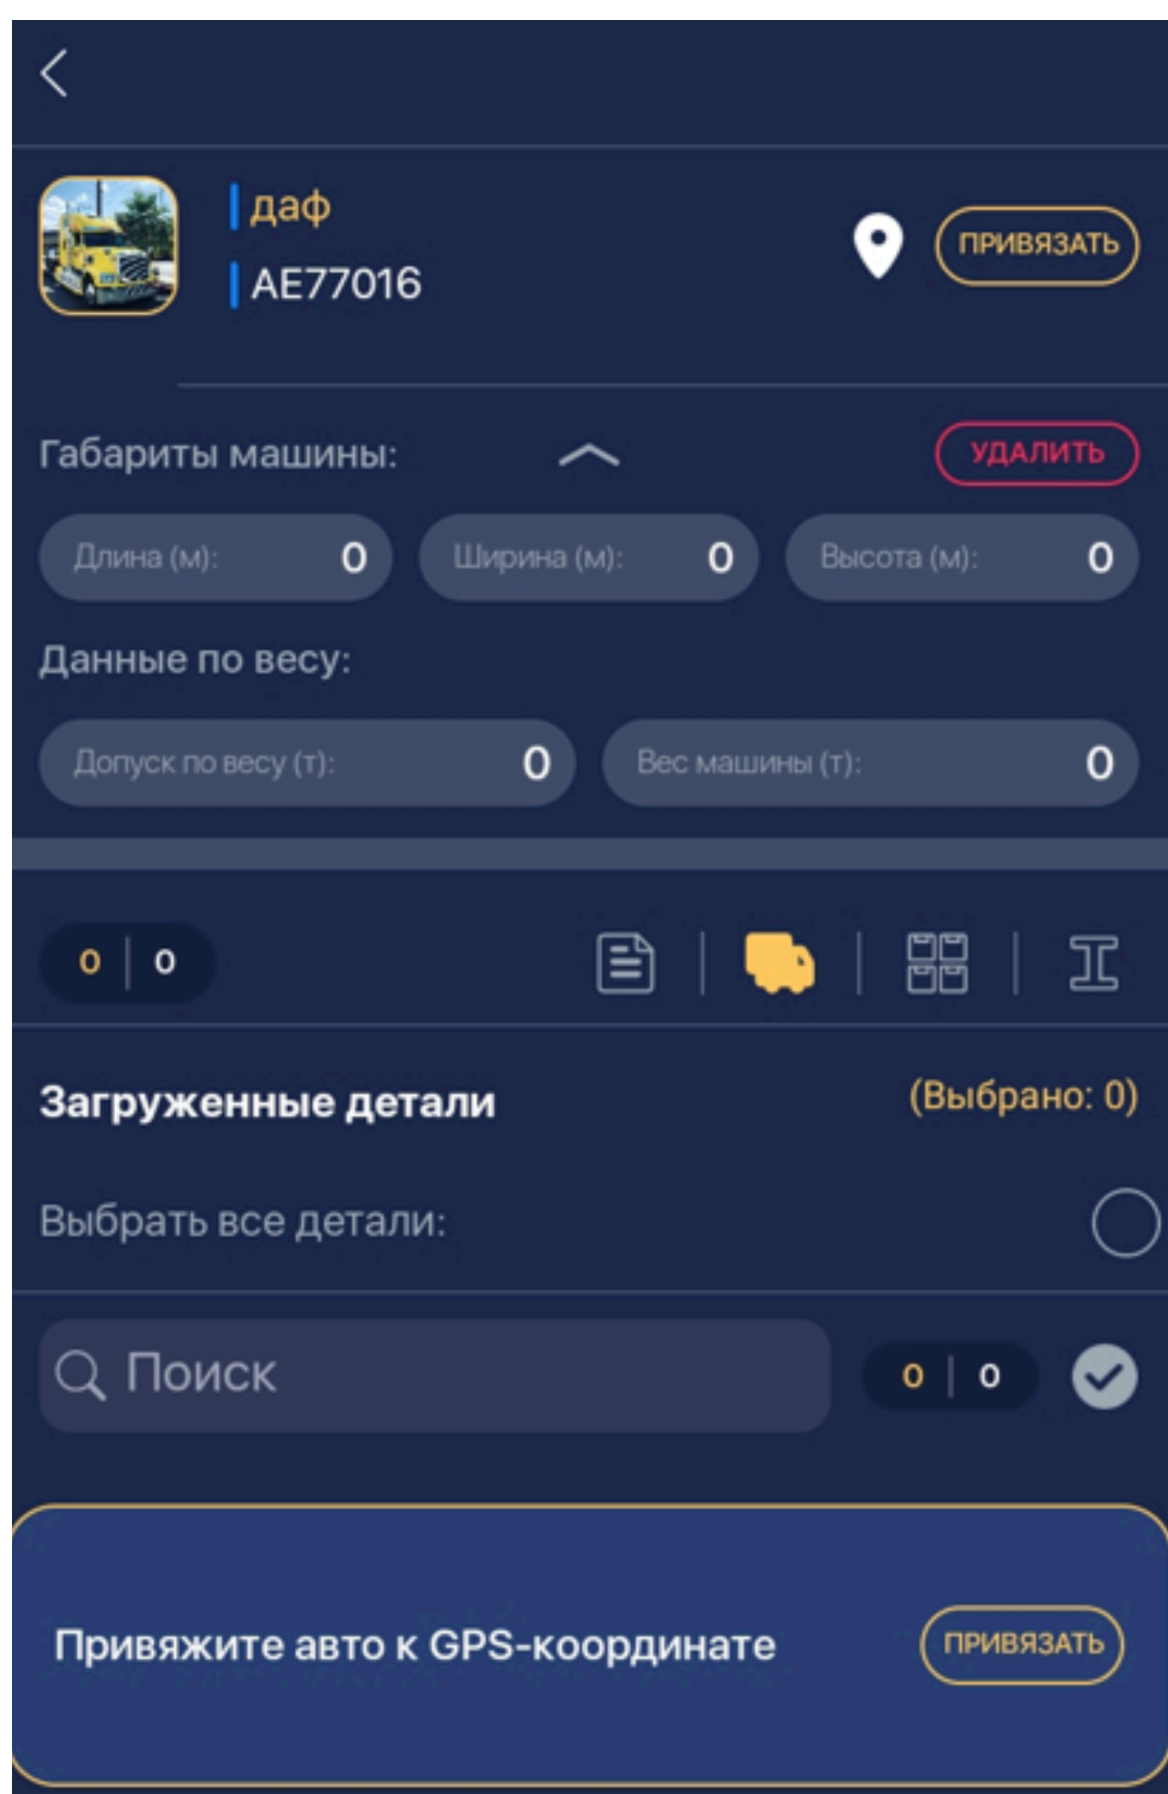 даф
АЕ77016
ПРИВЯЗАТЬ
Габариты машины:
УДАЛИТЬ
Длина (м): 0
Ширина (м): 0
Высота (м): 0
Данные по весу:
Допуск по весу (т): 0
Вес машины (т): 0
0 | 0
Загруженные детали
(Выбрано: 0)
Выбрать все детали:
Поиск
0 | 0
Привяжите авто к GPS-координате
ПРИВЯЗАТЬ